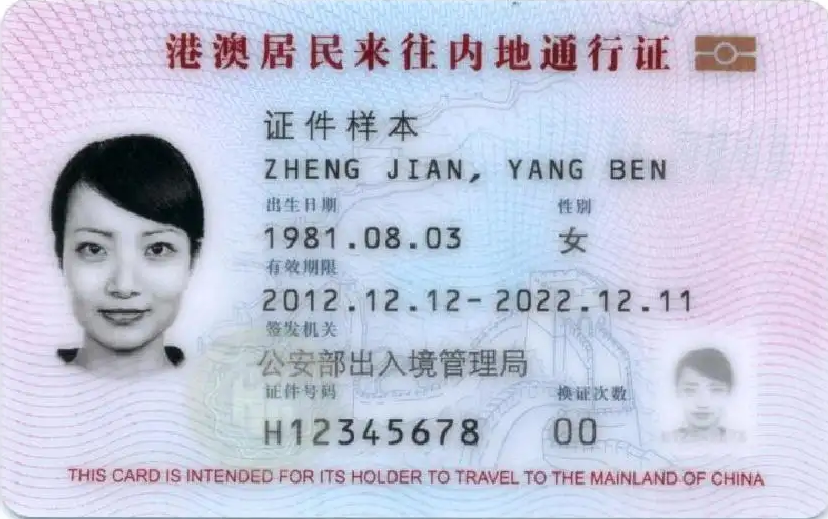 港澳居民来往内地通行证
证件样本
ZHENG JIAN, YANG BEN
出生日期 性别
1981.08.03 女
有效期限
2012.12.12-2022.12.11
签发机关
公安部出入境管理局
证件号码 换证次数
H12345678 00
THIS CARD IS INTENDED FOR ITS HOLDER TO TRAVEL TO THE MAINLAND OF CHINA